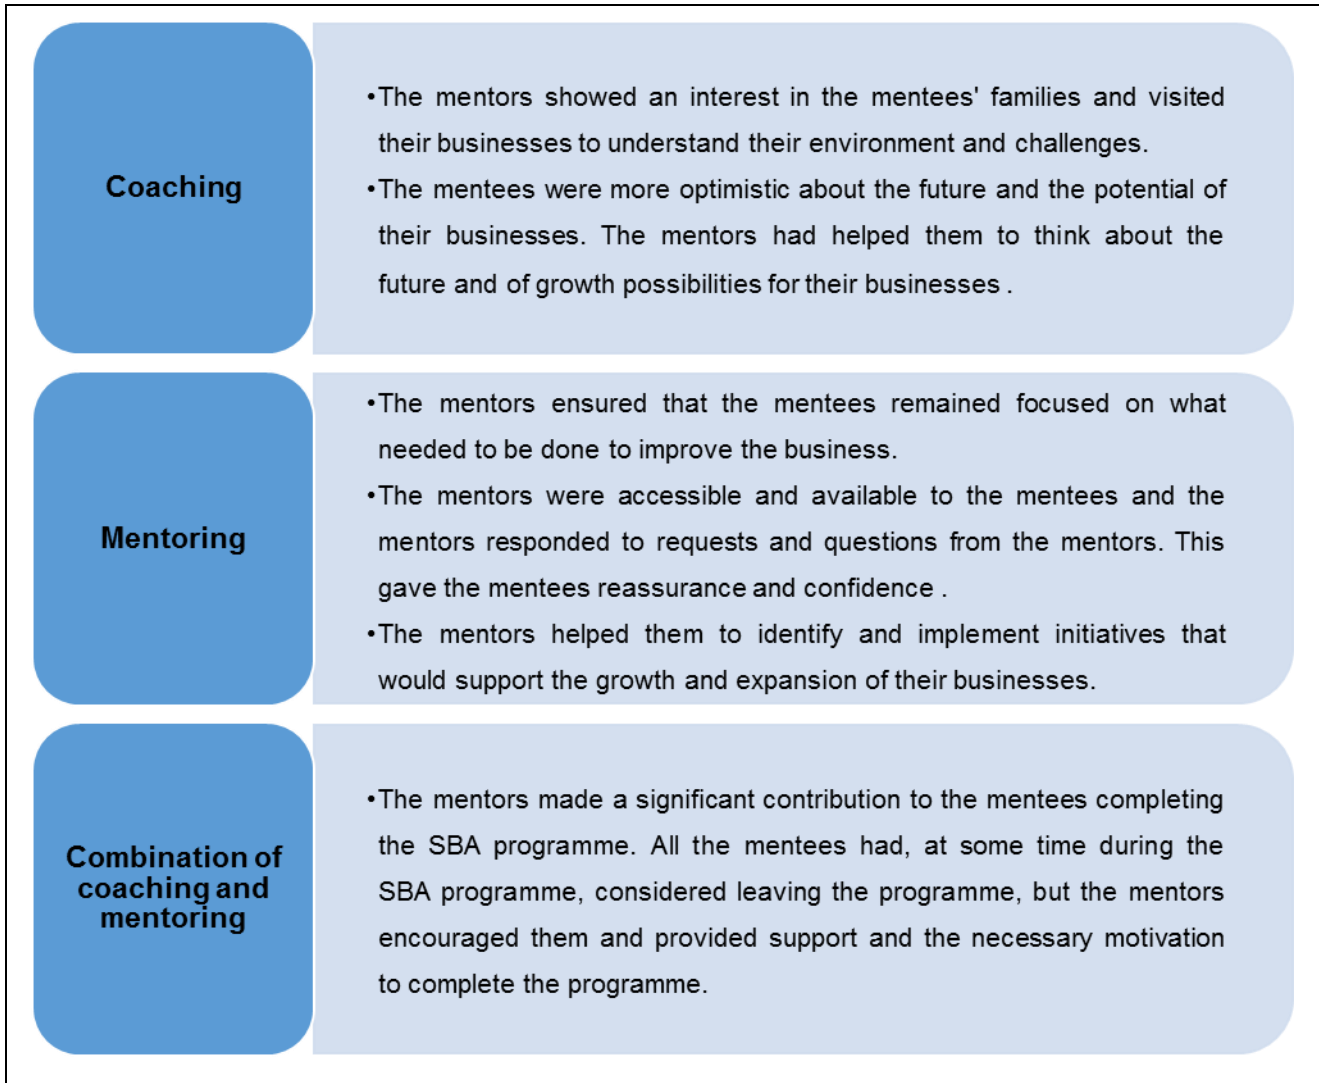 Coaching
•The mentors showed an interest in the mentees' families and visited
their businesses to understand their environment and challenges.
•The mentees were more optimistic about the future and the potential of
their businesses. The mentors had helped them to think about the
future and of growth possibilities for their businesses .
Mentoring
•The mentors ensured that the mentees remained focused on what
needed to be done to improve the business.
•The mentors were accessible and available to the mentees and the
mentors responded to requests and questions from the mentors. This
gave the mentees reassurance and confidence .
•The mentors helped them to identify and implement initiatives that
would support the growth and expansion of their businesses.
Combination of
coaching and
mentoring
•The mentors made a significant contribution to the mentees completing
the SBA programme. All the mentees had, at some time during the
SBA programme, considered leaving the programme, but the mentors
encouraged them and provided support and the necessary motivation
to complete the programme.